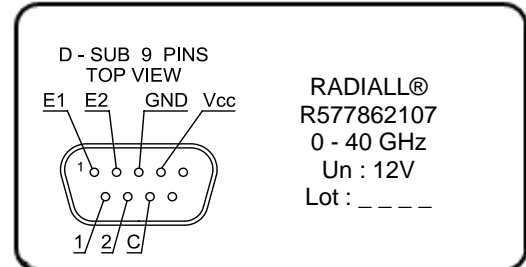 D - SUB 9 PINS
TOP VIEW
E1 E2 GND Vcc
1
1 2 C
RADIALL®
R577862107
0 - 40 GHz
Un : 12V
Lot : _ _ _ _